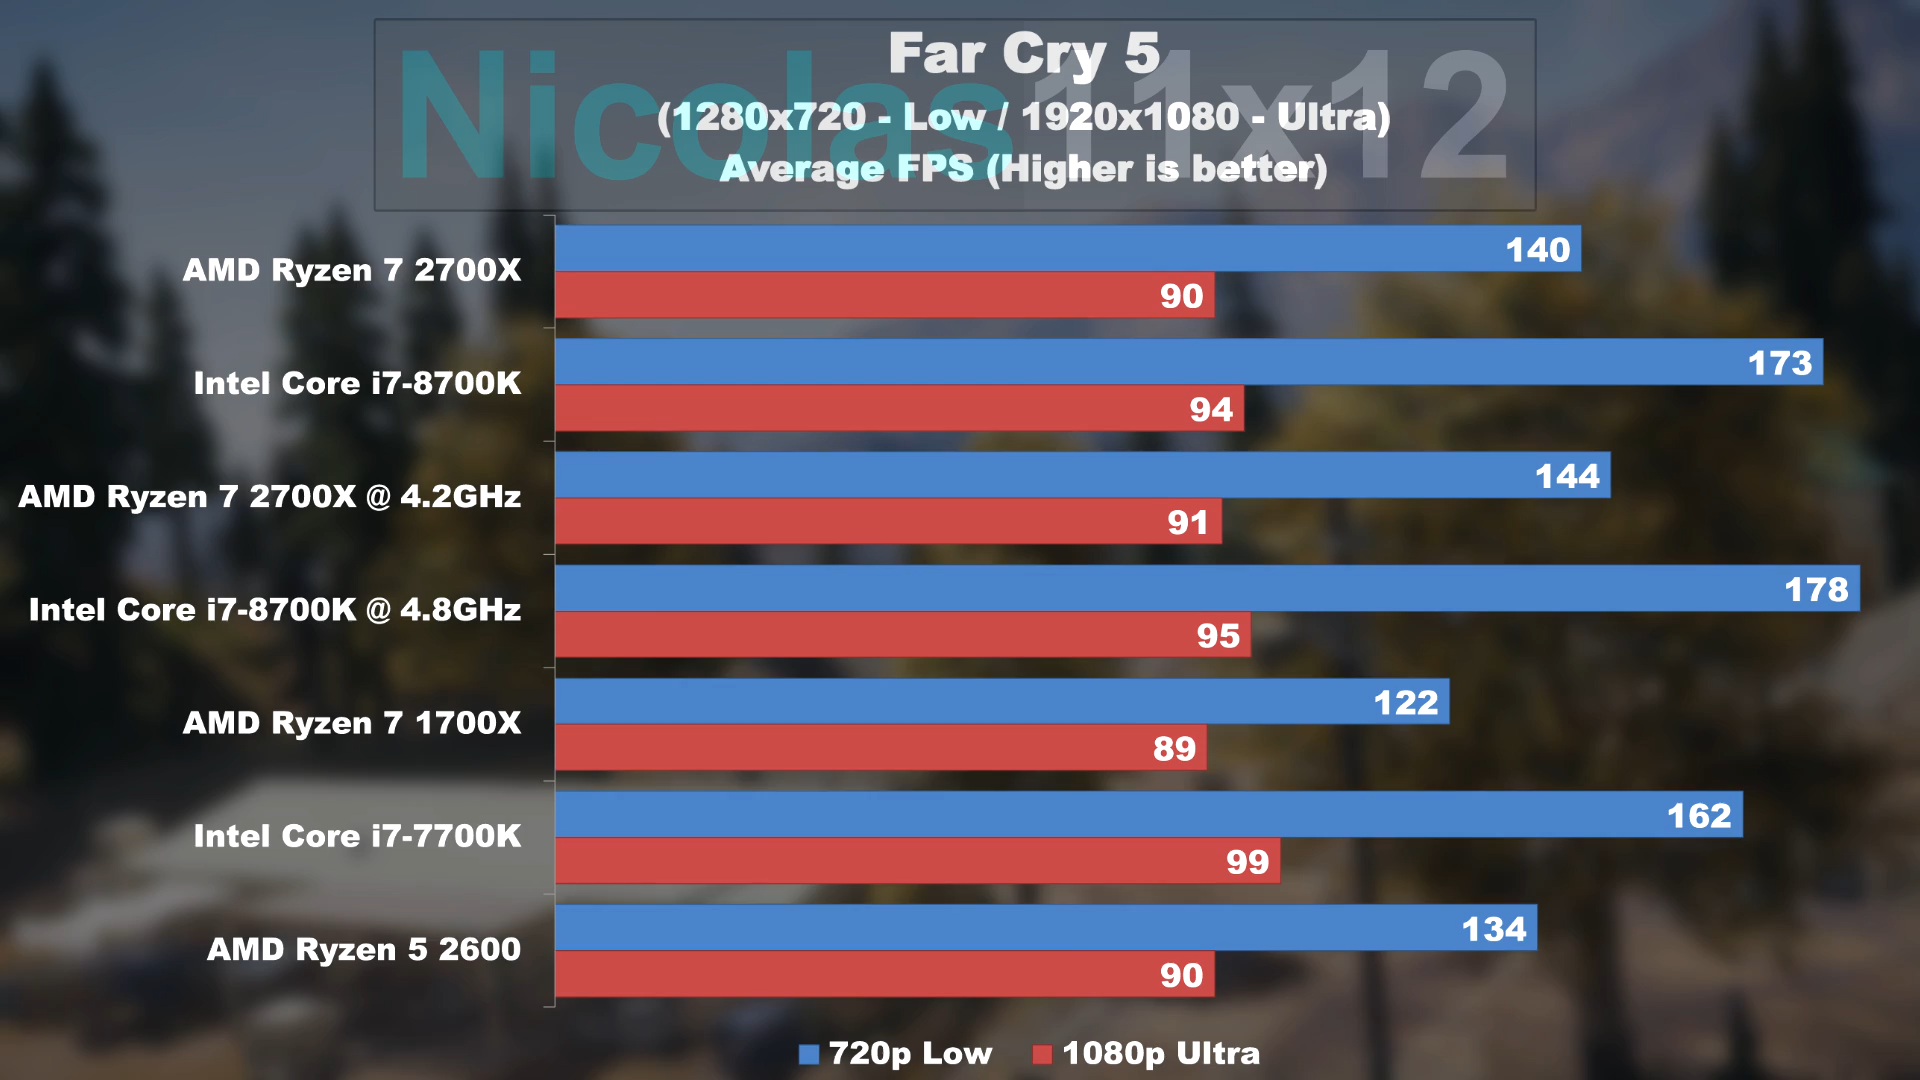 Nicolas11x12
Far Cry 5
(1280x720 - Low / 1920x1080 - Ultra)
Average FPS (Higher is better)
AMD Ryzen 7 2700X
140
90
Intel Core i7-8700K
173
94
AMD Ryzen 7 2700X @ 4.2GHz
144
91
Intel Core i7-8700K @ 4.8GHz
178
95
AMD Ryzen 7 1700X
122
89
Intel Core i7-7700K
162
99
AMD Ryzen 5 2600
134
90
720p Low
1080p Ultra